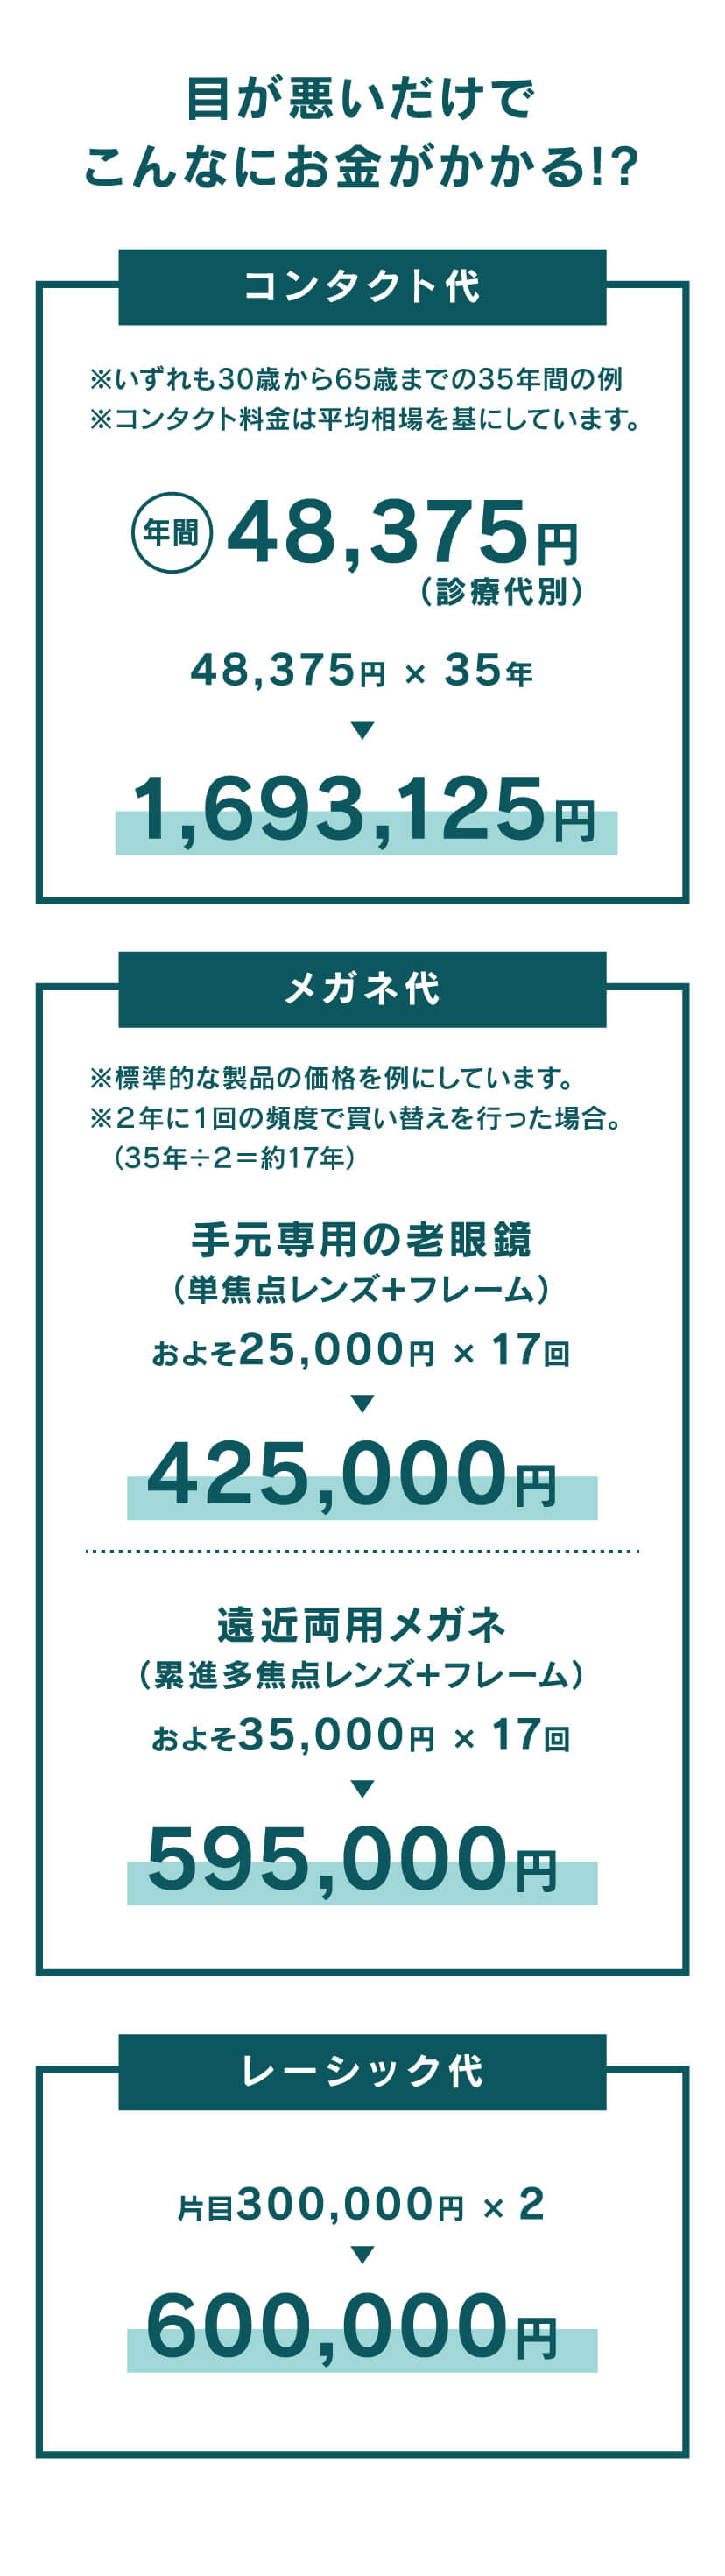 目が悪いだけで
こんなにお金がかかる!?
コンタクト代
※いずれも30歳から65歳までの35年間の例
※コンタクト料金は平均相場を基にしています。
年間 48,375円
（診療代別）
48,375円 × 35年
▼
1,693,125円
メガネ代
※標準的な製品の価格を例にしています。
※2年に1回の頻度で買い替えを行った場合。
（35年÷2＝約17年）
手元専用の老眼鏡
（単焦点レンズ+フレーム）
およそ25,000円 × 17回
▼
425,000円
遠近両用メガネ
（累進多焦点レンズ+フレーム）
およそ35,000円 × 17回
▼
595,000円
レーシック代
片目300,000円 × 2
▼
600,000円